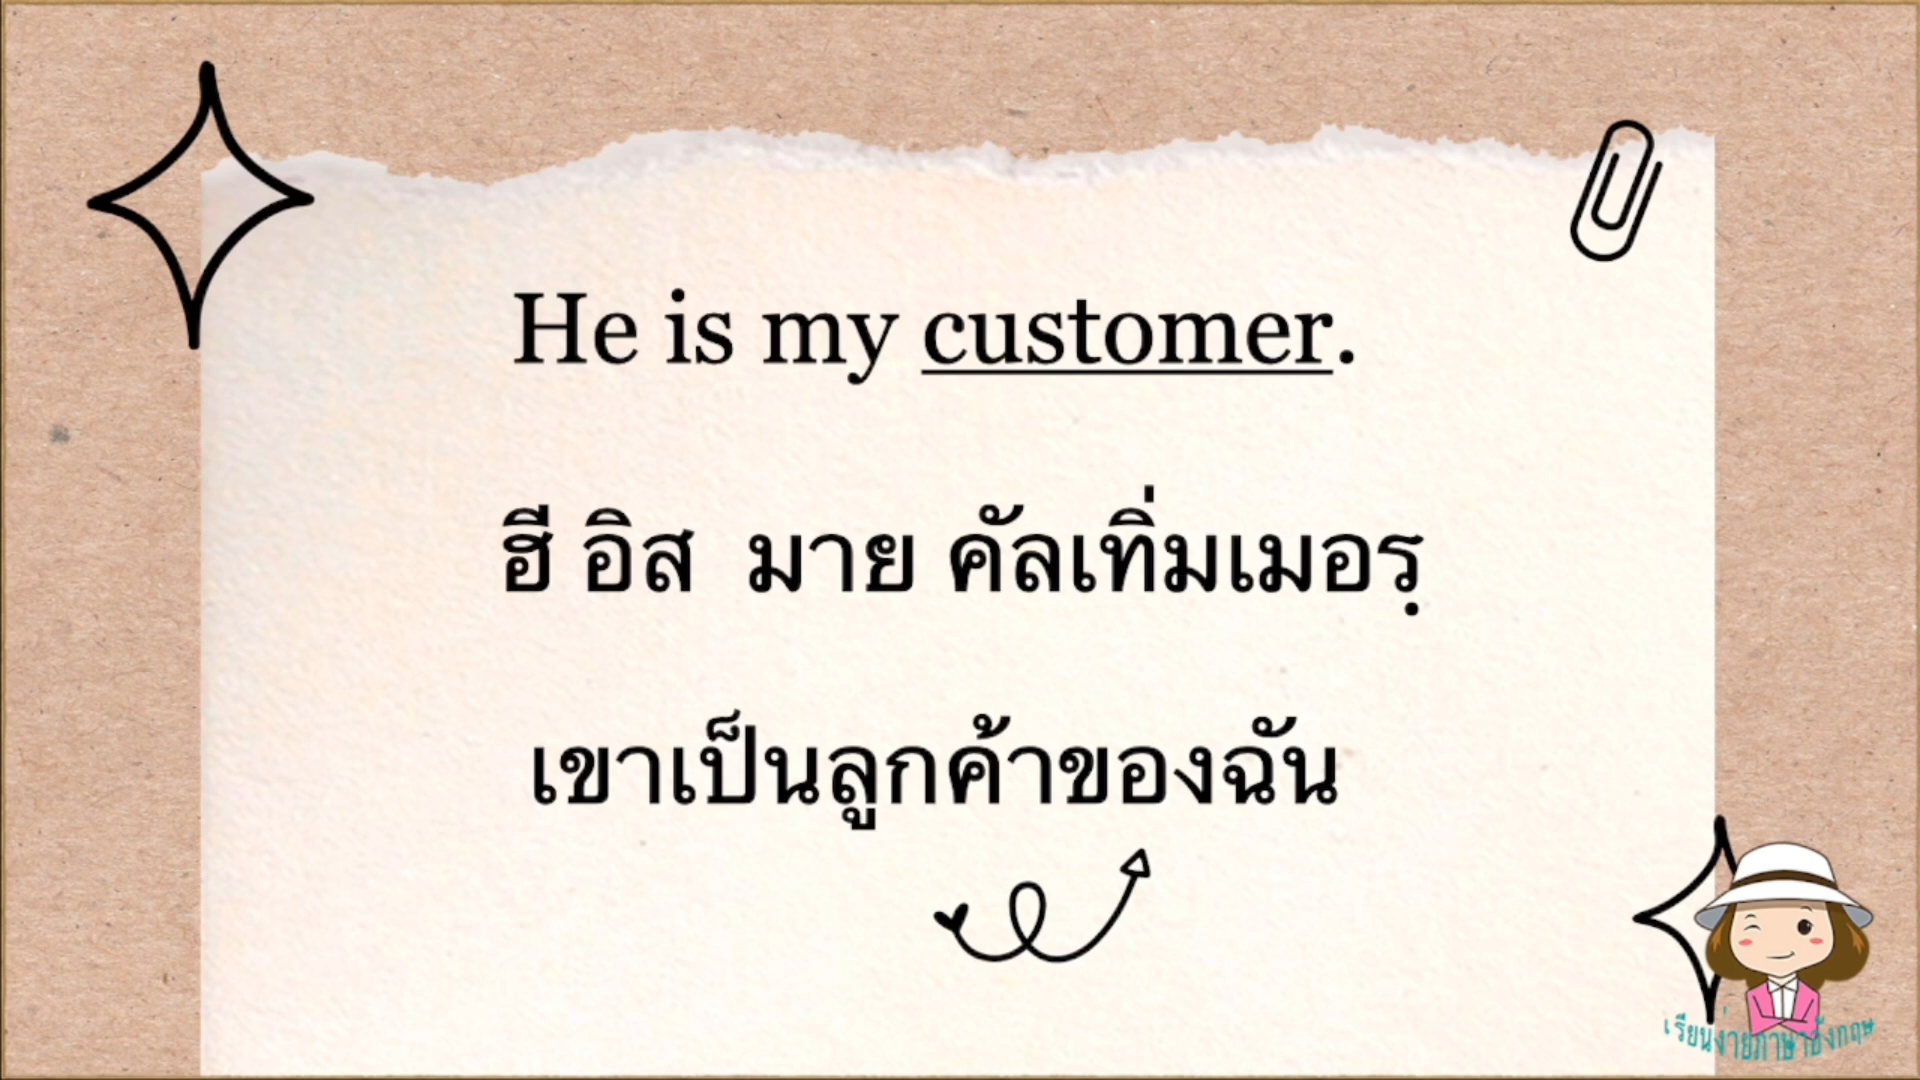 He is my customer.
ฮี อิส มาย คัลเทิ่มเมอรฺ
เขาเป็นลูกค้าของฉัน
เรียนง่ายภาษาอังกฤษ